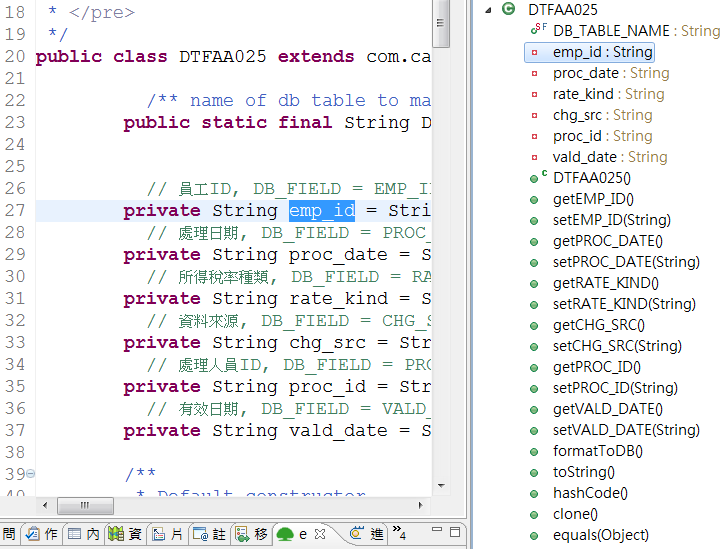 18 * </pre>
19 */
20 public class DTFAA025 extends com.ca
21
22 /** name of db table to ma
23 public static final String D
24
25
26 // 員工ID, DB_FIELD = EMP_I
27 private String emp_id = Stri
28 // 處理日期, DB_FIELD = PROC_
29 private String proc_date = S
30 // 所得稅率種類, DB_FIELD = RA
31 private String rate_kind = S
32 // 資料來源, DB_FIELD = CHG_S
33 private String chg_src = Str
34 // 處理人員ID, DB_FIELD = PRO
35 private String proc_id = Str
36 // 有效日期, DB_FIELD = VALD_
37 private String vald_date = S
38
39 /**
40 * Default constructor
問 作 內 資 片 註 移 e 進 »4
DTFAA025
SF DB_TABLE_NAME : String
emp_id : String
proc_date : String
rate_kind : String
chg_src : String
proc_id : String
vald_date : String
C DTFAA025()
getEMP_ID()
setEMP_ID(String)
getPROC_DATE()
setPROC_DATE(String)
getRATE_KIND()
setRATE_KIND(String)
getCHG_SRC()
setCHG_SRC(String)
getPROC_ID()
setPROC_ID(String)
getVALD_DATE()
setVALD_DATE(String)
formatToDB()
toString()
hashCode()
clone()
equals(Object)